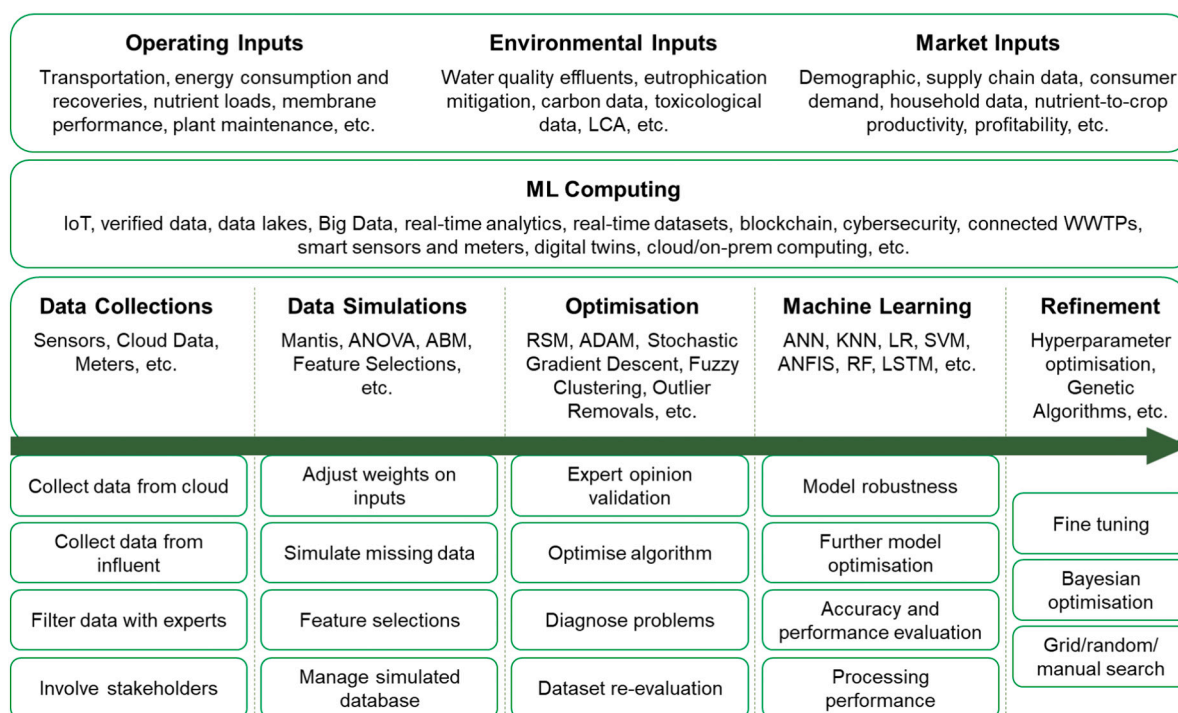 Operating Inputs
Transportation, energy consumption and
recoveries, nutrient loads, membrane
performance, plant maintenance, etc.
Environmental Inputs
Water quality effluents, eutrophication
mitigation, carbon data, toxicological
data, LCA, etc.
Market Inputs
Demographic, supply chain data, consumer
demand, household data, nutrient-to-crop
productivity, profitability, etc.
ML Computing
IoT, verified data, data lakes, Big Data, real-time analytics, real-time datasets, blockchain, cybersecurity, connected WWTPs,
smart sensors and meters, digital twins, cloud/on-prem computing, etc.
Data Collections
Sensors, Cloud Data,
Meters, etc.
Data Simulations
Mantis, ANOVA, ABM,
Feature Selections,
etc.
Optimisation
RSM, ADAM, Stochastic
Gradient Descent, Fuzzy
Clustering, Outlier
Removals, etc.
Machine Learning
ANN, KNN, LR, SVM,
ANFIS, RF, LSTM, etc.
Refinement
Hyperparameter
optimisation,
Genetic
Algorithms, etc.
Collect data from cloud
Collect data from
influent
Filter data with experts
Involve stakeholders
Adjust weights on
inputs
Simulate missing data
Feature selections
Manage simulated
database
Expert opinion
validation
Optimise algorithm
Diagnose problems
Dataset re-evaluation
Model robustness
Further model
optimisation
Accuracy and
performance evaluation
Processing
performance
Fine tuning
Bayesian
optimisation
Grid/random/
manual search